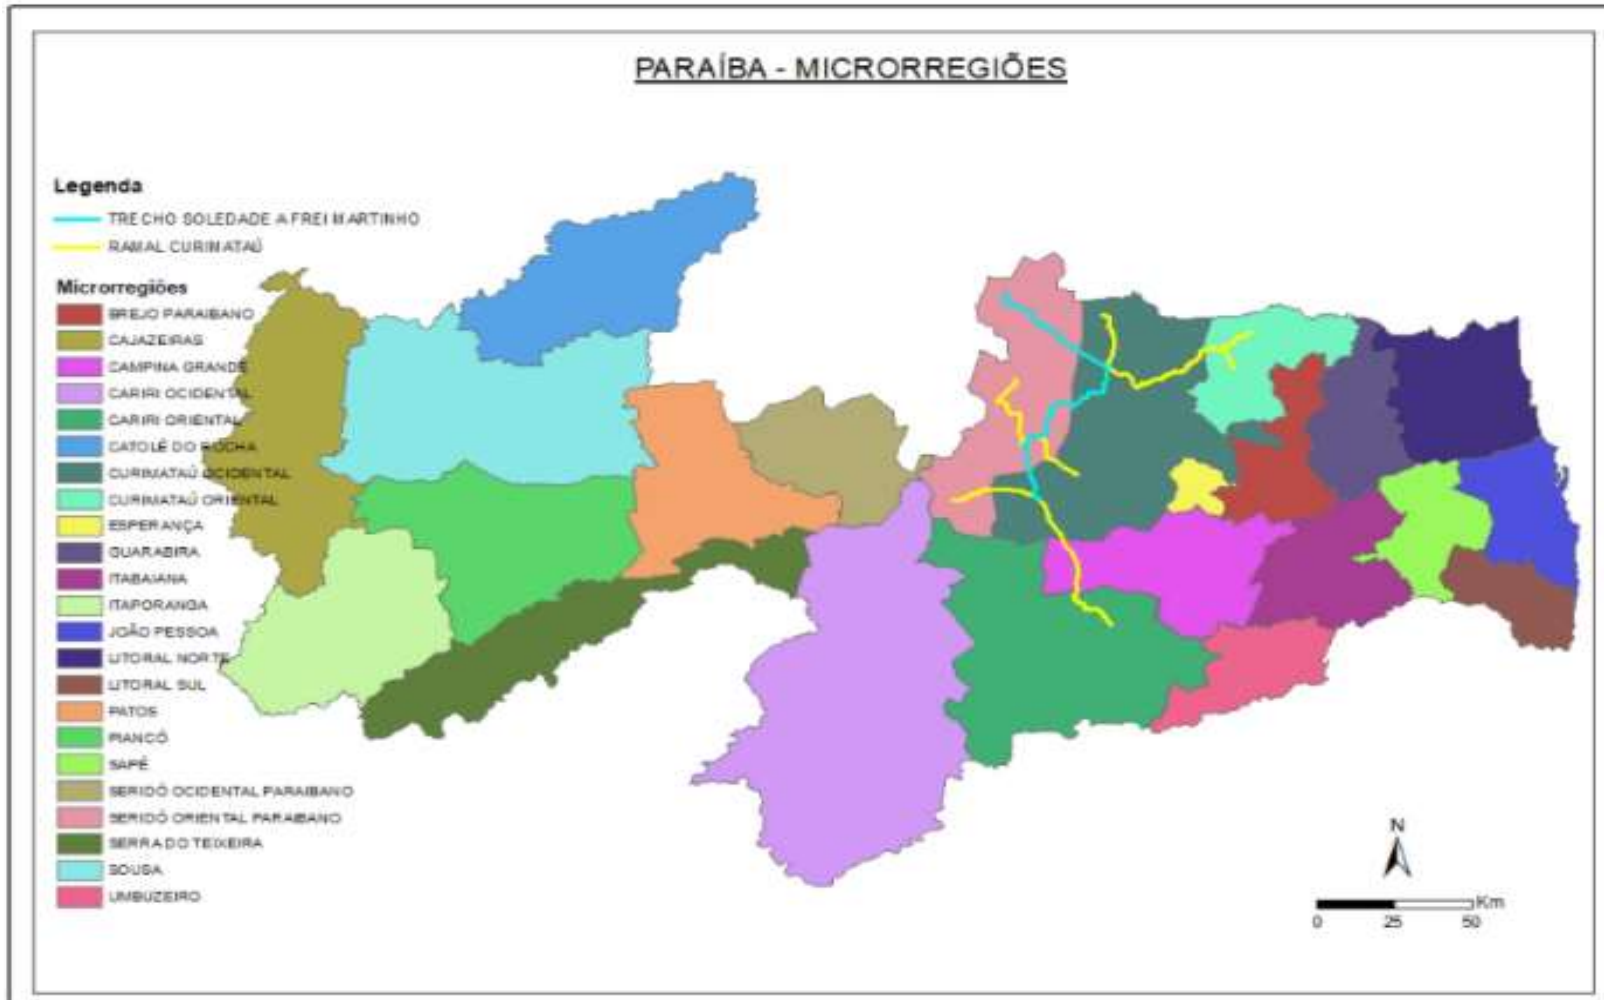 PARAÍBA - MICRORREGIÕES
Legenda
TRECHO SOLEDADE A FREI MARTINHO
RAMAL CURIMATAÚ
Microrregiões
BREJO PARAIBANO
CAJAZEIRAS
CAMPINA GRANDE
CARIRI OCIDENTAL
CARIRI ORIENTAL
CATOLÉ DO ROCHA
CURIMATAÚ OCIDENTAL
CURIMATAÚ ORIENTAL
ESPERANÇA
GUARABIRA
ITABAIANA
ITAPORANGA
JOÃO PESSOA
LITORAL NORTE
LITORAL SUL
PATOS
PIANCÓ
SAPÉ
SERIDÓ OCIDENTAL PARAIBANO
SERIDÓ ORIENTAL PARAIBANO
SERRA DO TEIXEIRA
SOUSA
UMBUZEIRO
N
Km
0 25 50